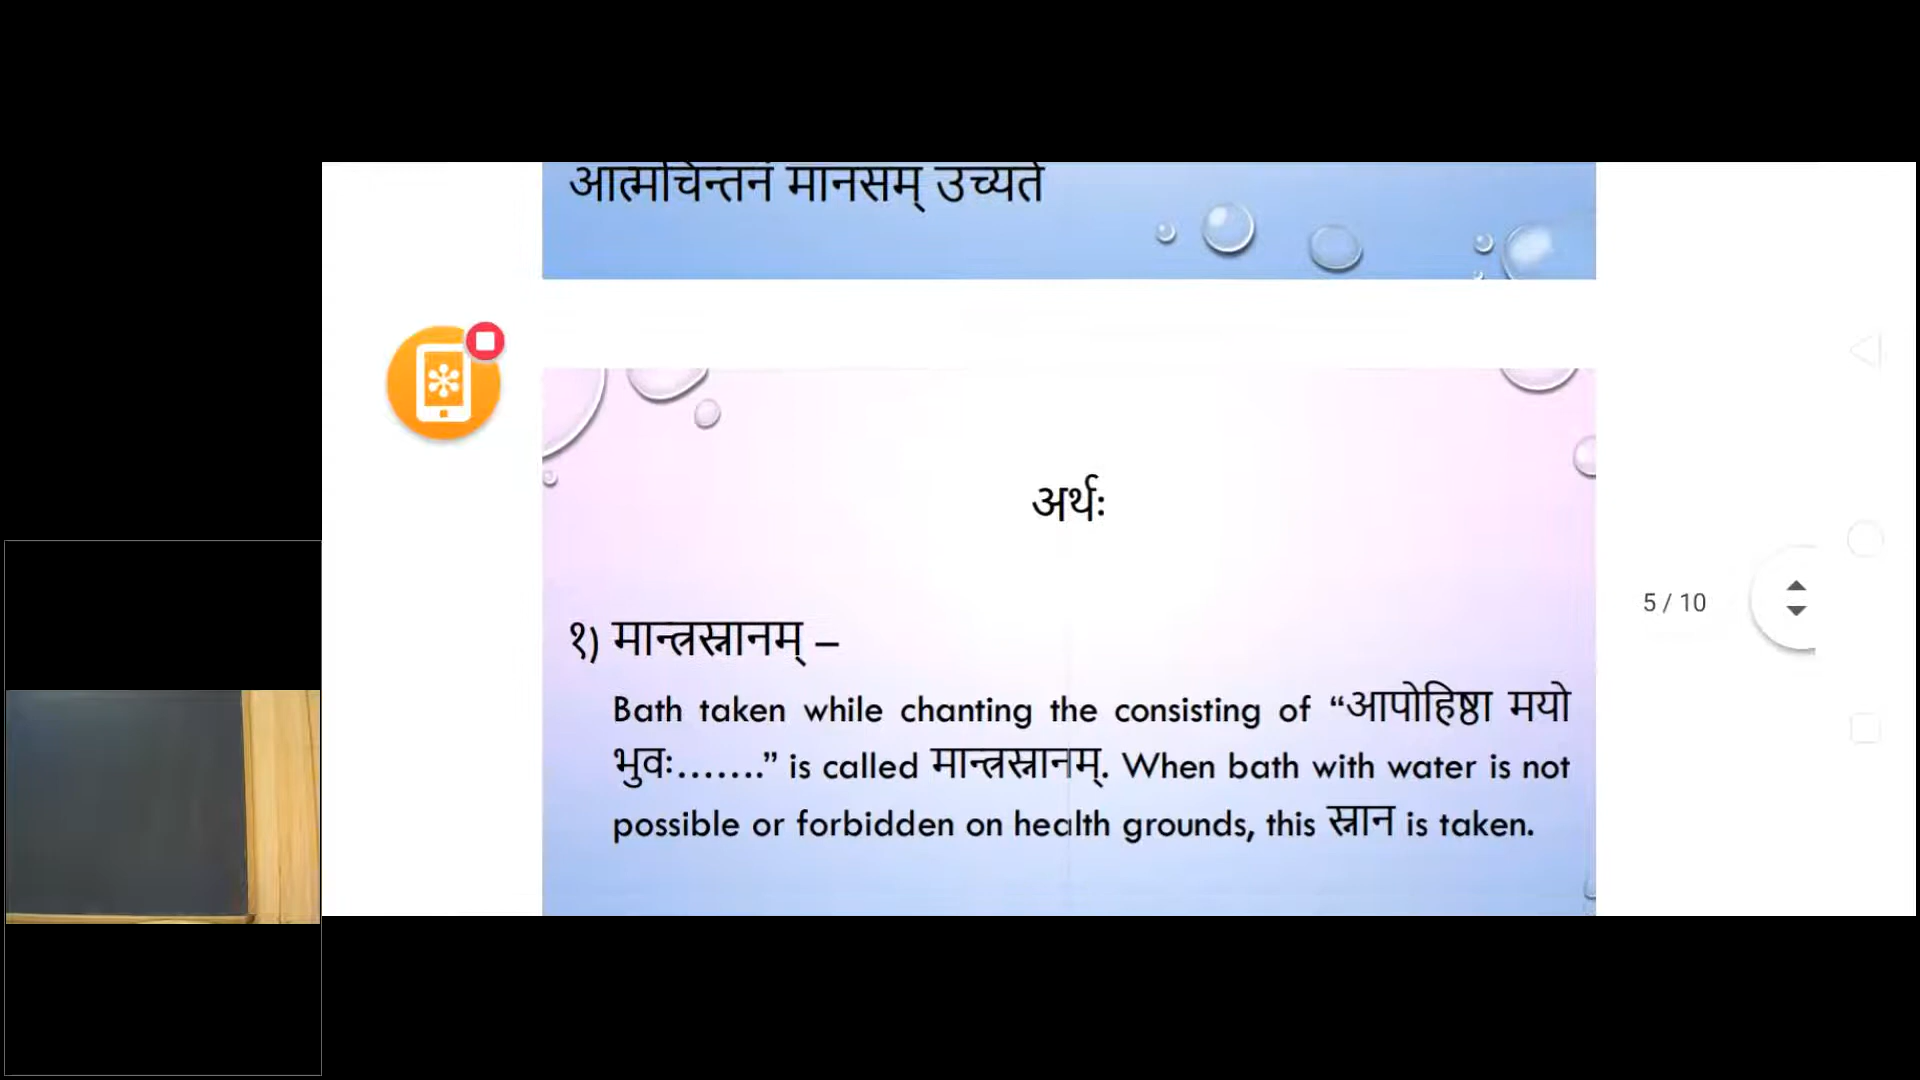 आत्मचिन्तनं मानसम् उच्यते
अर्थः
१) मान्त्रस्नानम् –
Bath taken while chanting the consisting of “आपोहिष्ठा मयो
भुवः.......” is called मान्त्रस्नानम्. When bath with water is not
possible or forbidden on health grounds, this स्नान is taken.
5 / 10